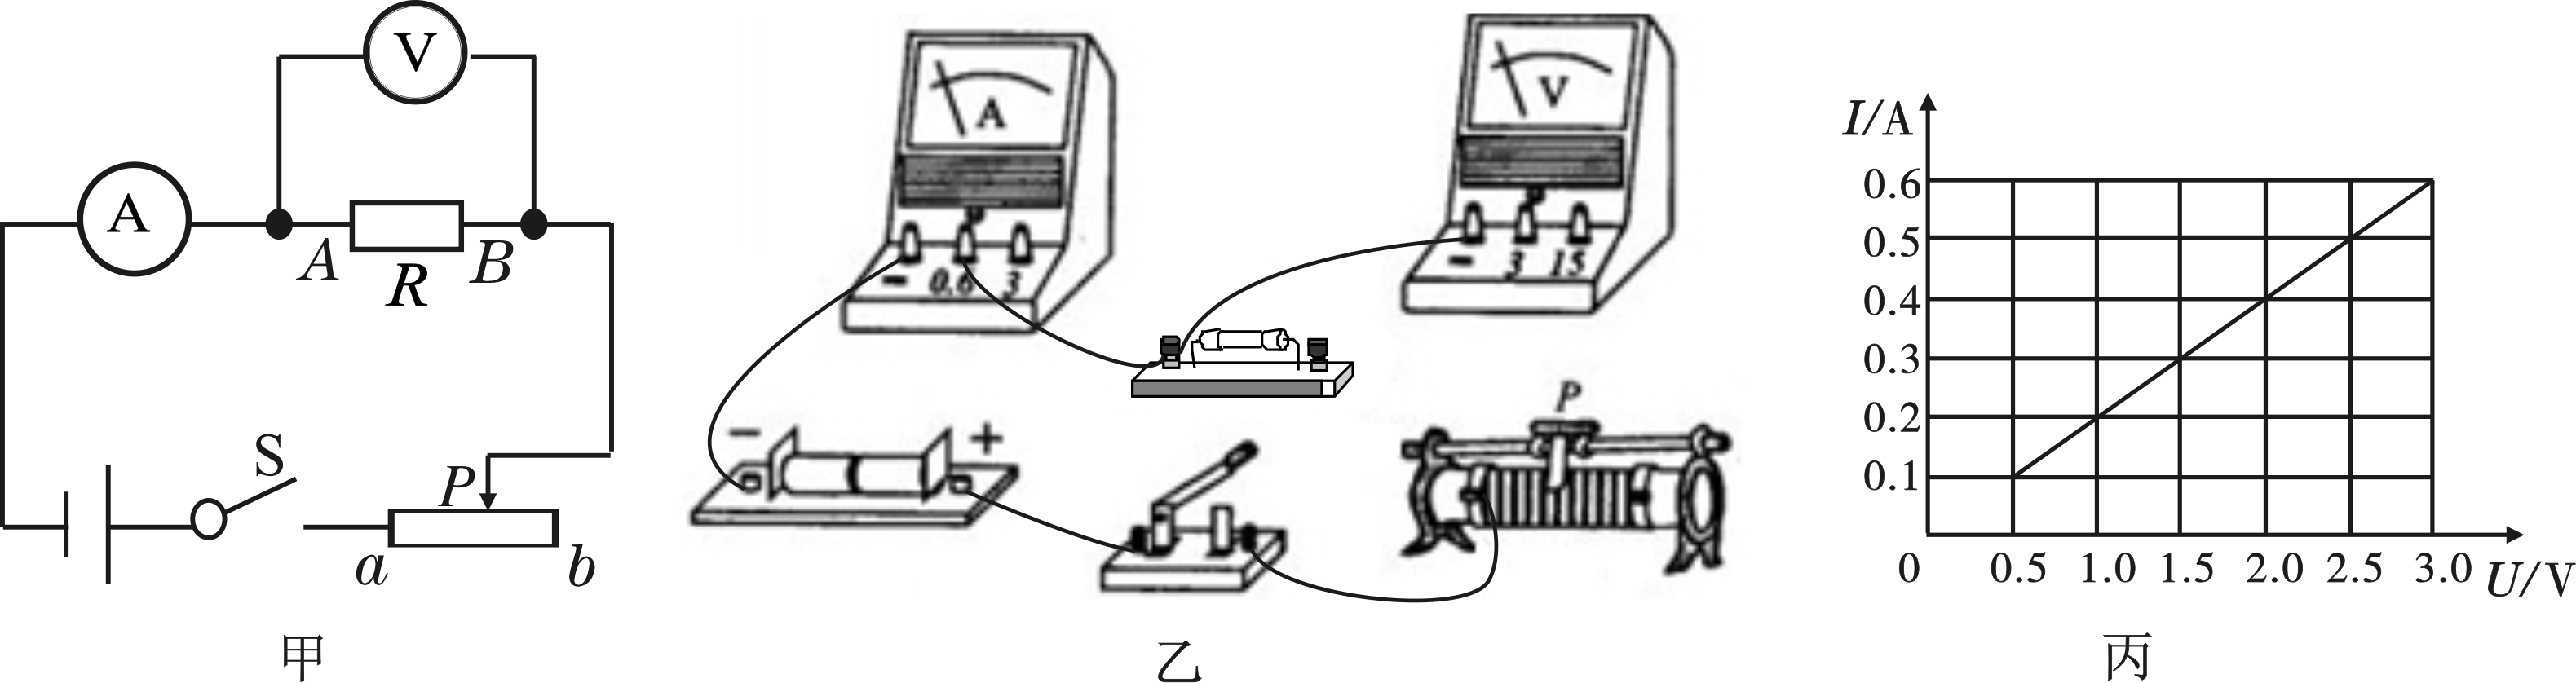 V
A
A
R
B
S
P
a
b
甲
A
− 0.6 3
V
− 3 15
− +
P
乙
I/A
0.6
0.5
0.4
0.3
0.2
0.1
0 0.5 1.0 1.5 2.0 2.5 3.0 U/V
丙